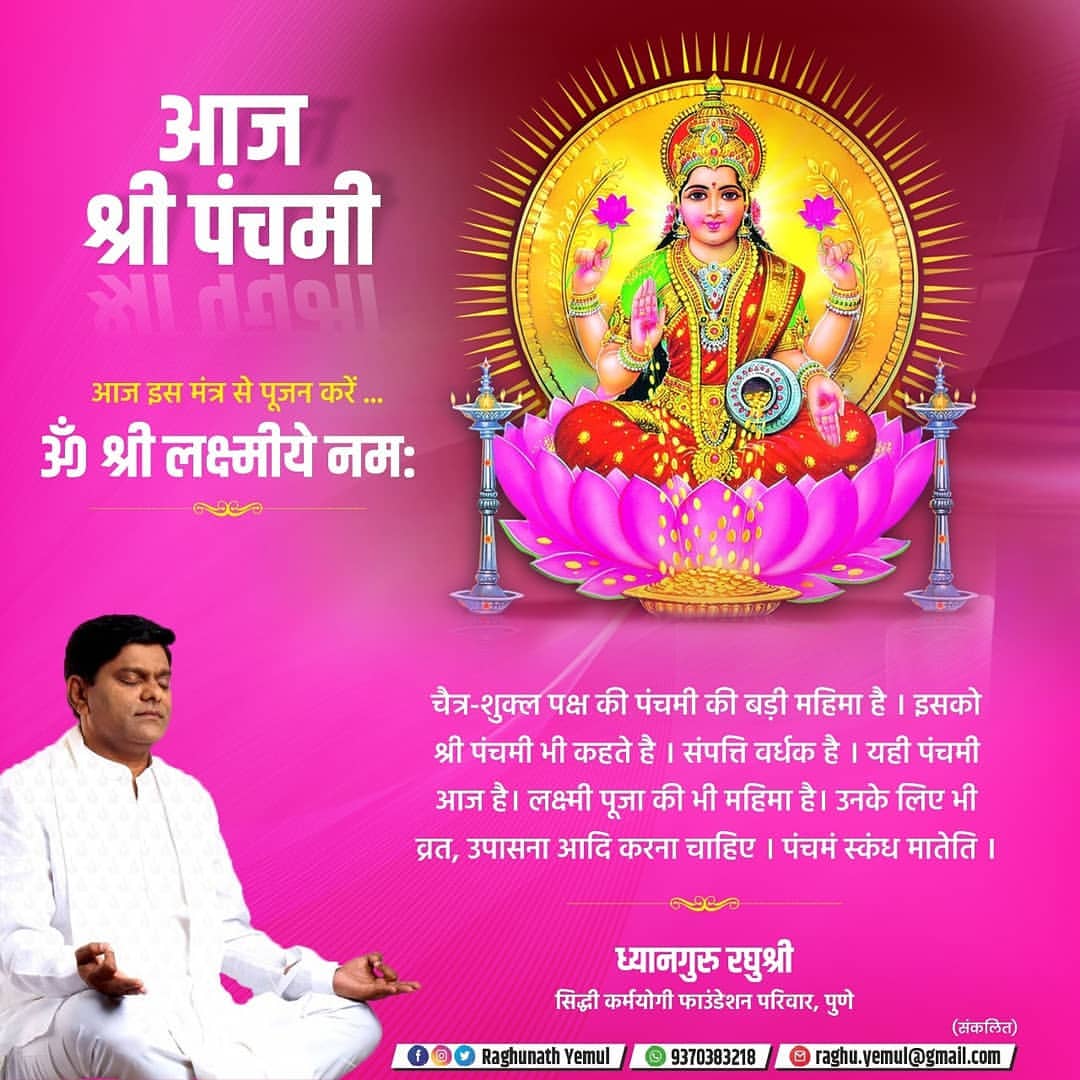 आज
श्री पंचमी
आज इस मंत्र से पूजन करें ...
ॐ श्री लक्ष्मीये नमः
चैत्र-शुक्ल पक्ष की पंचमी की बड़ी महिमा है । इसको
श्री पंचमी भी कहते है । संपत्ति वर्धक है । यही पंचमी
आज है। लक्ष्मी पूजा की भी महिमा है। उनके लिए भी
व्रत, उपासना आदि करना चाहिए । पंचमं स्कंध मातेति ।
ध्यानगुरु रघुश्री
सिद्धी कर्मयोगी फाउंडेशन परिवार, पुणे
(संकलित)
Raghunath Yemul 9370383218 raghu.yemul@gmail.com